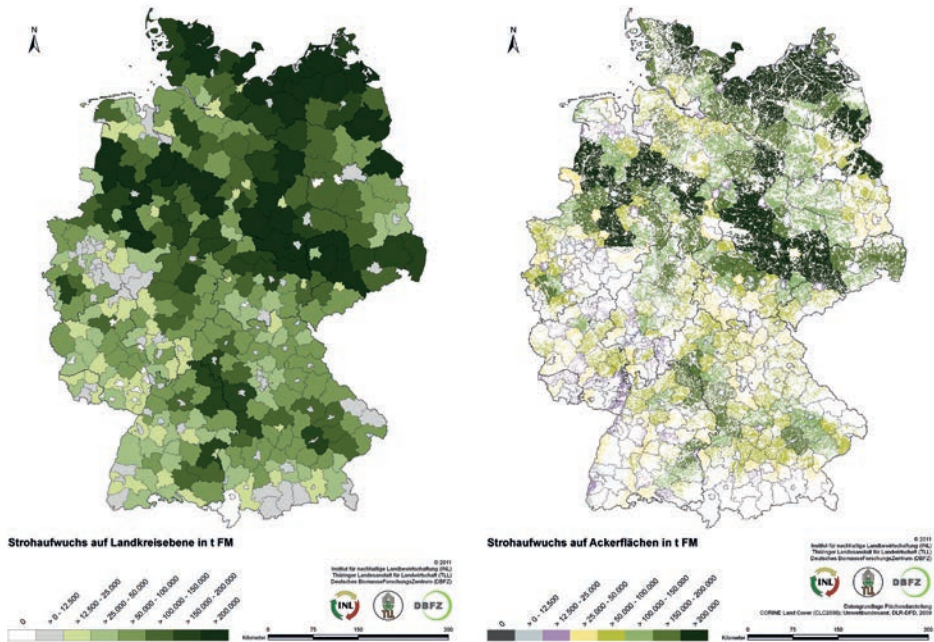 N
N
Strohaufwuchs auf Landkreisebene in t FM
© 2011
Institut für nachhaltige Landbewirtschaftung (INL)
Thüringer Landesanstalt für Landwirtschaft (TLL)
Deutsches BiomasseForschungsZentrum (DBFZ)
INL
TLL
DBFZ
0
> 0 - 12.500
> 12.500 - 25.000
> 25.000 - 50.000
> 50.000 - 100.000
> 100.000 - 150.000
> 150.000 - 200.000
> 200.000
Kilometer
0
75
150
300
Strohaufwuchs auf Ackerflächen in t FM
© 2011
Institut für nachhaltige Landbewirtschaftung (INL)
Thüringer Landesanstalt für Landwirtschaft (TLL)
Deutsches BiomasseForschungsZentrum (DBFZ)
INL
TLL
DBFZ
Datengrundlage Flächendarstellung
CORINE Land Cover (CLC2006); Umweltbundesamt, DLR-DFD, 2009
0
> 0 - 12.500
> 12.500 - 25.000
> 25.000 - 50.000
> 50.000 - 100.000
> 100.000 - 150.000
> 150.000 - 200.000
> 200.000
Kilometer
0
75
150
300